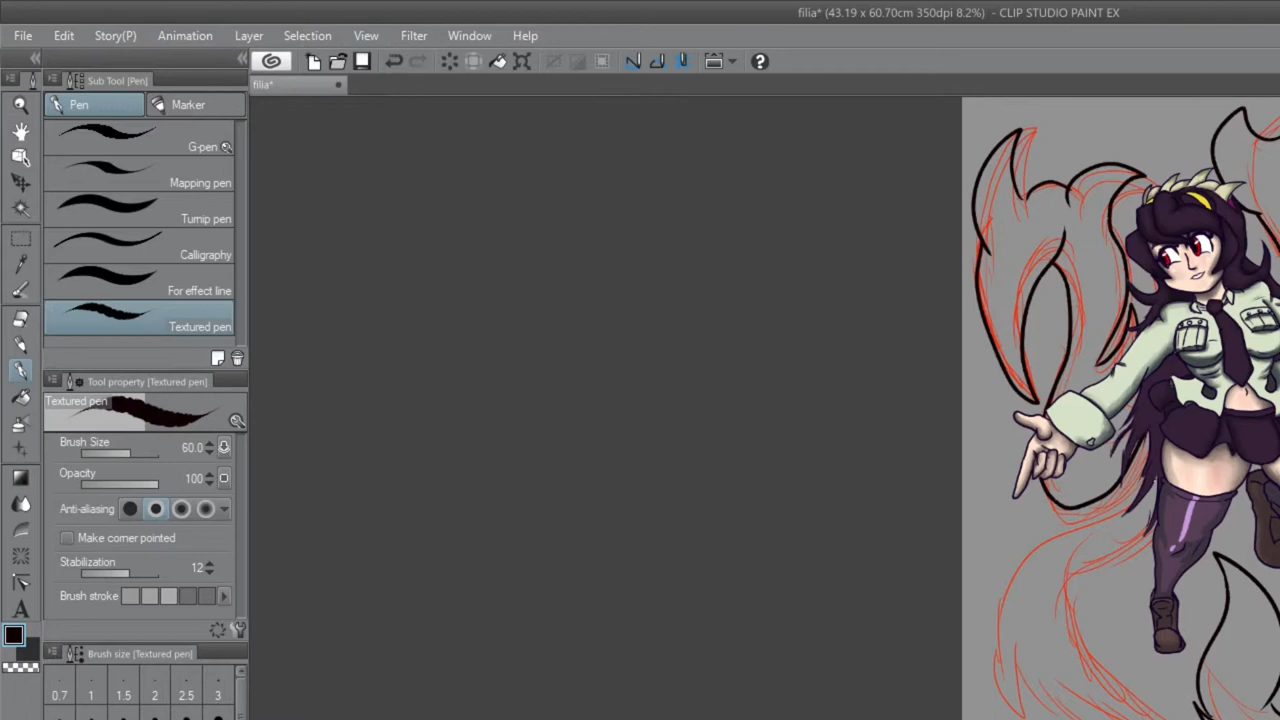 filia* (43.19 x 60.70cm 350dpi 8.2%) - CLIP STUDIO PAINT EX
File Edit Story(P) Animation Layer Selection View Filter Window Help
Sub Tool [Pen]
filia*
Pen Marker
G-pen
Mapping pen
Turnip pen
Calligraphy
For effect line
Textured pen
Tool property [Textured pen]
Textured pen
Brush Size 60.0
Opacity 100
Anti-aliasing
Make corner pointed
Stabilization 12
Brush stroke
A
Brush size [Textured pen]
0.7 1 1.5 2 2.5 3